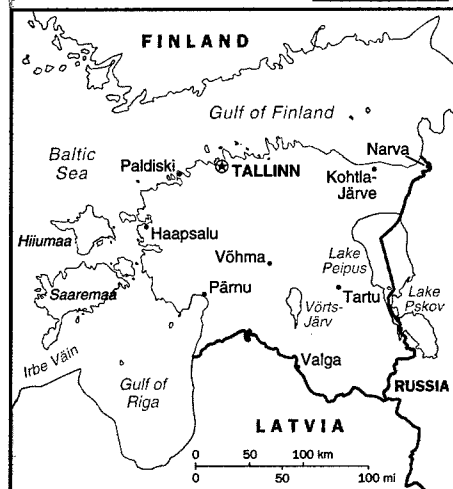 FINLAND
Gulf of Finland
Baltic
Sea
Narva
Paldiski
TALLINN
Kohtla-
Järve
Haapsalu
Hiiumaa
Lake
Peipus
Võhma
Saaremaa
Pärnu
Tartu
Lake
Pskov
Võrts-
Järv
Irbe Väin
Valga
Gulf of
Riga
RUSSIA
LATVIA
0 50 100 km
0 50 100 mi